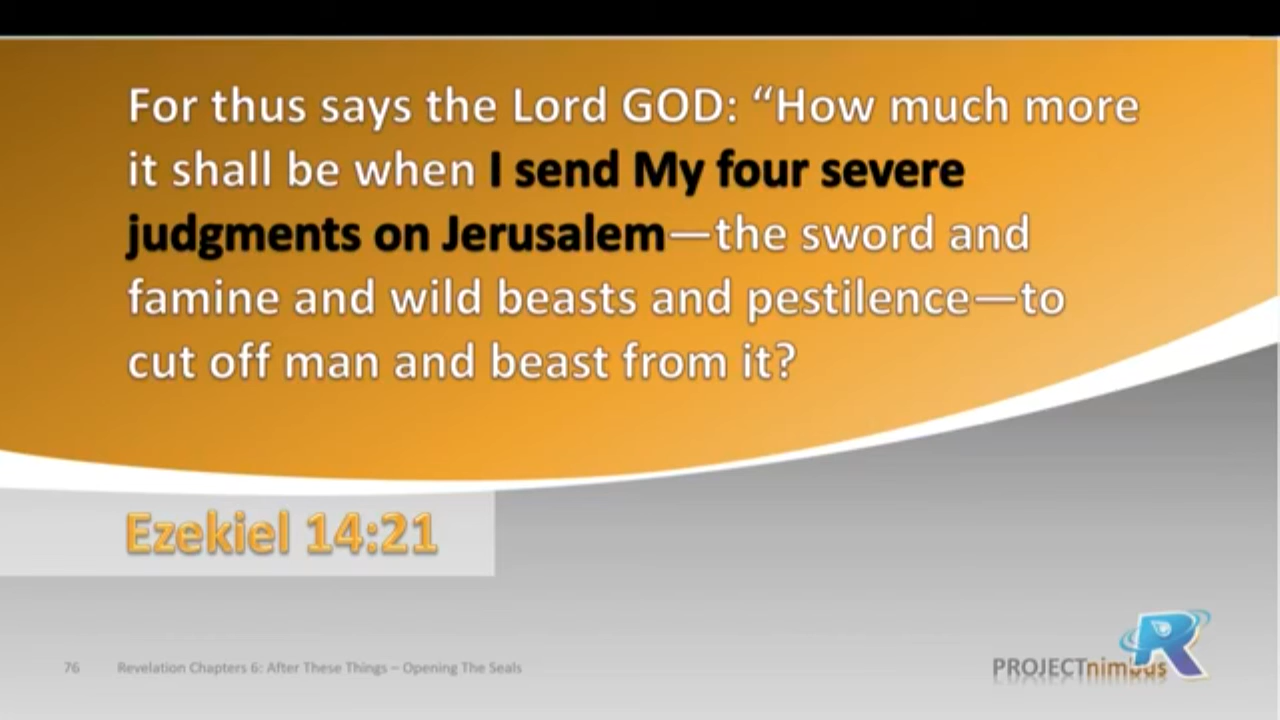 For thus says the Lord GOD: “How much more
it shall be when I send My four severe
judgments on Jerusalem—the sword and
famine and wild beasts and pestilence—to
cut off man and beast from it?
Ezekiel 14:21
76 Revelation Chapters 6: After These Things – Opening The Seals
PROJECTnimbus
R